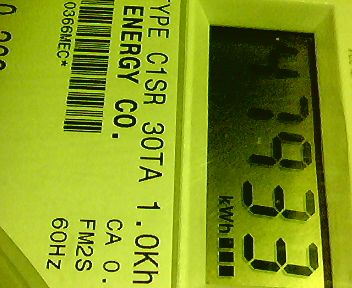 TYPE C1SR 30TA 1.0Kh
ENERGY CO.
CA 0.
FM2S
60HZ
0366MEC*
47933
kWh